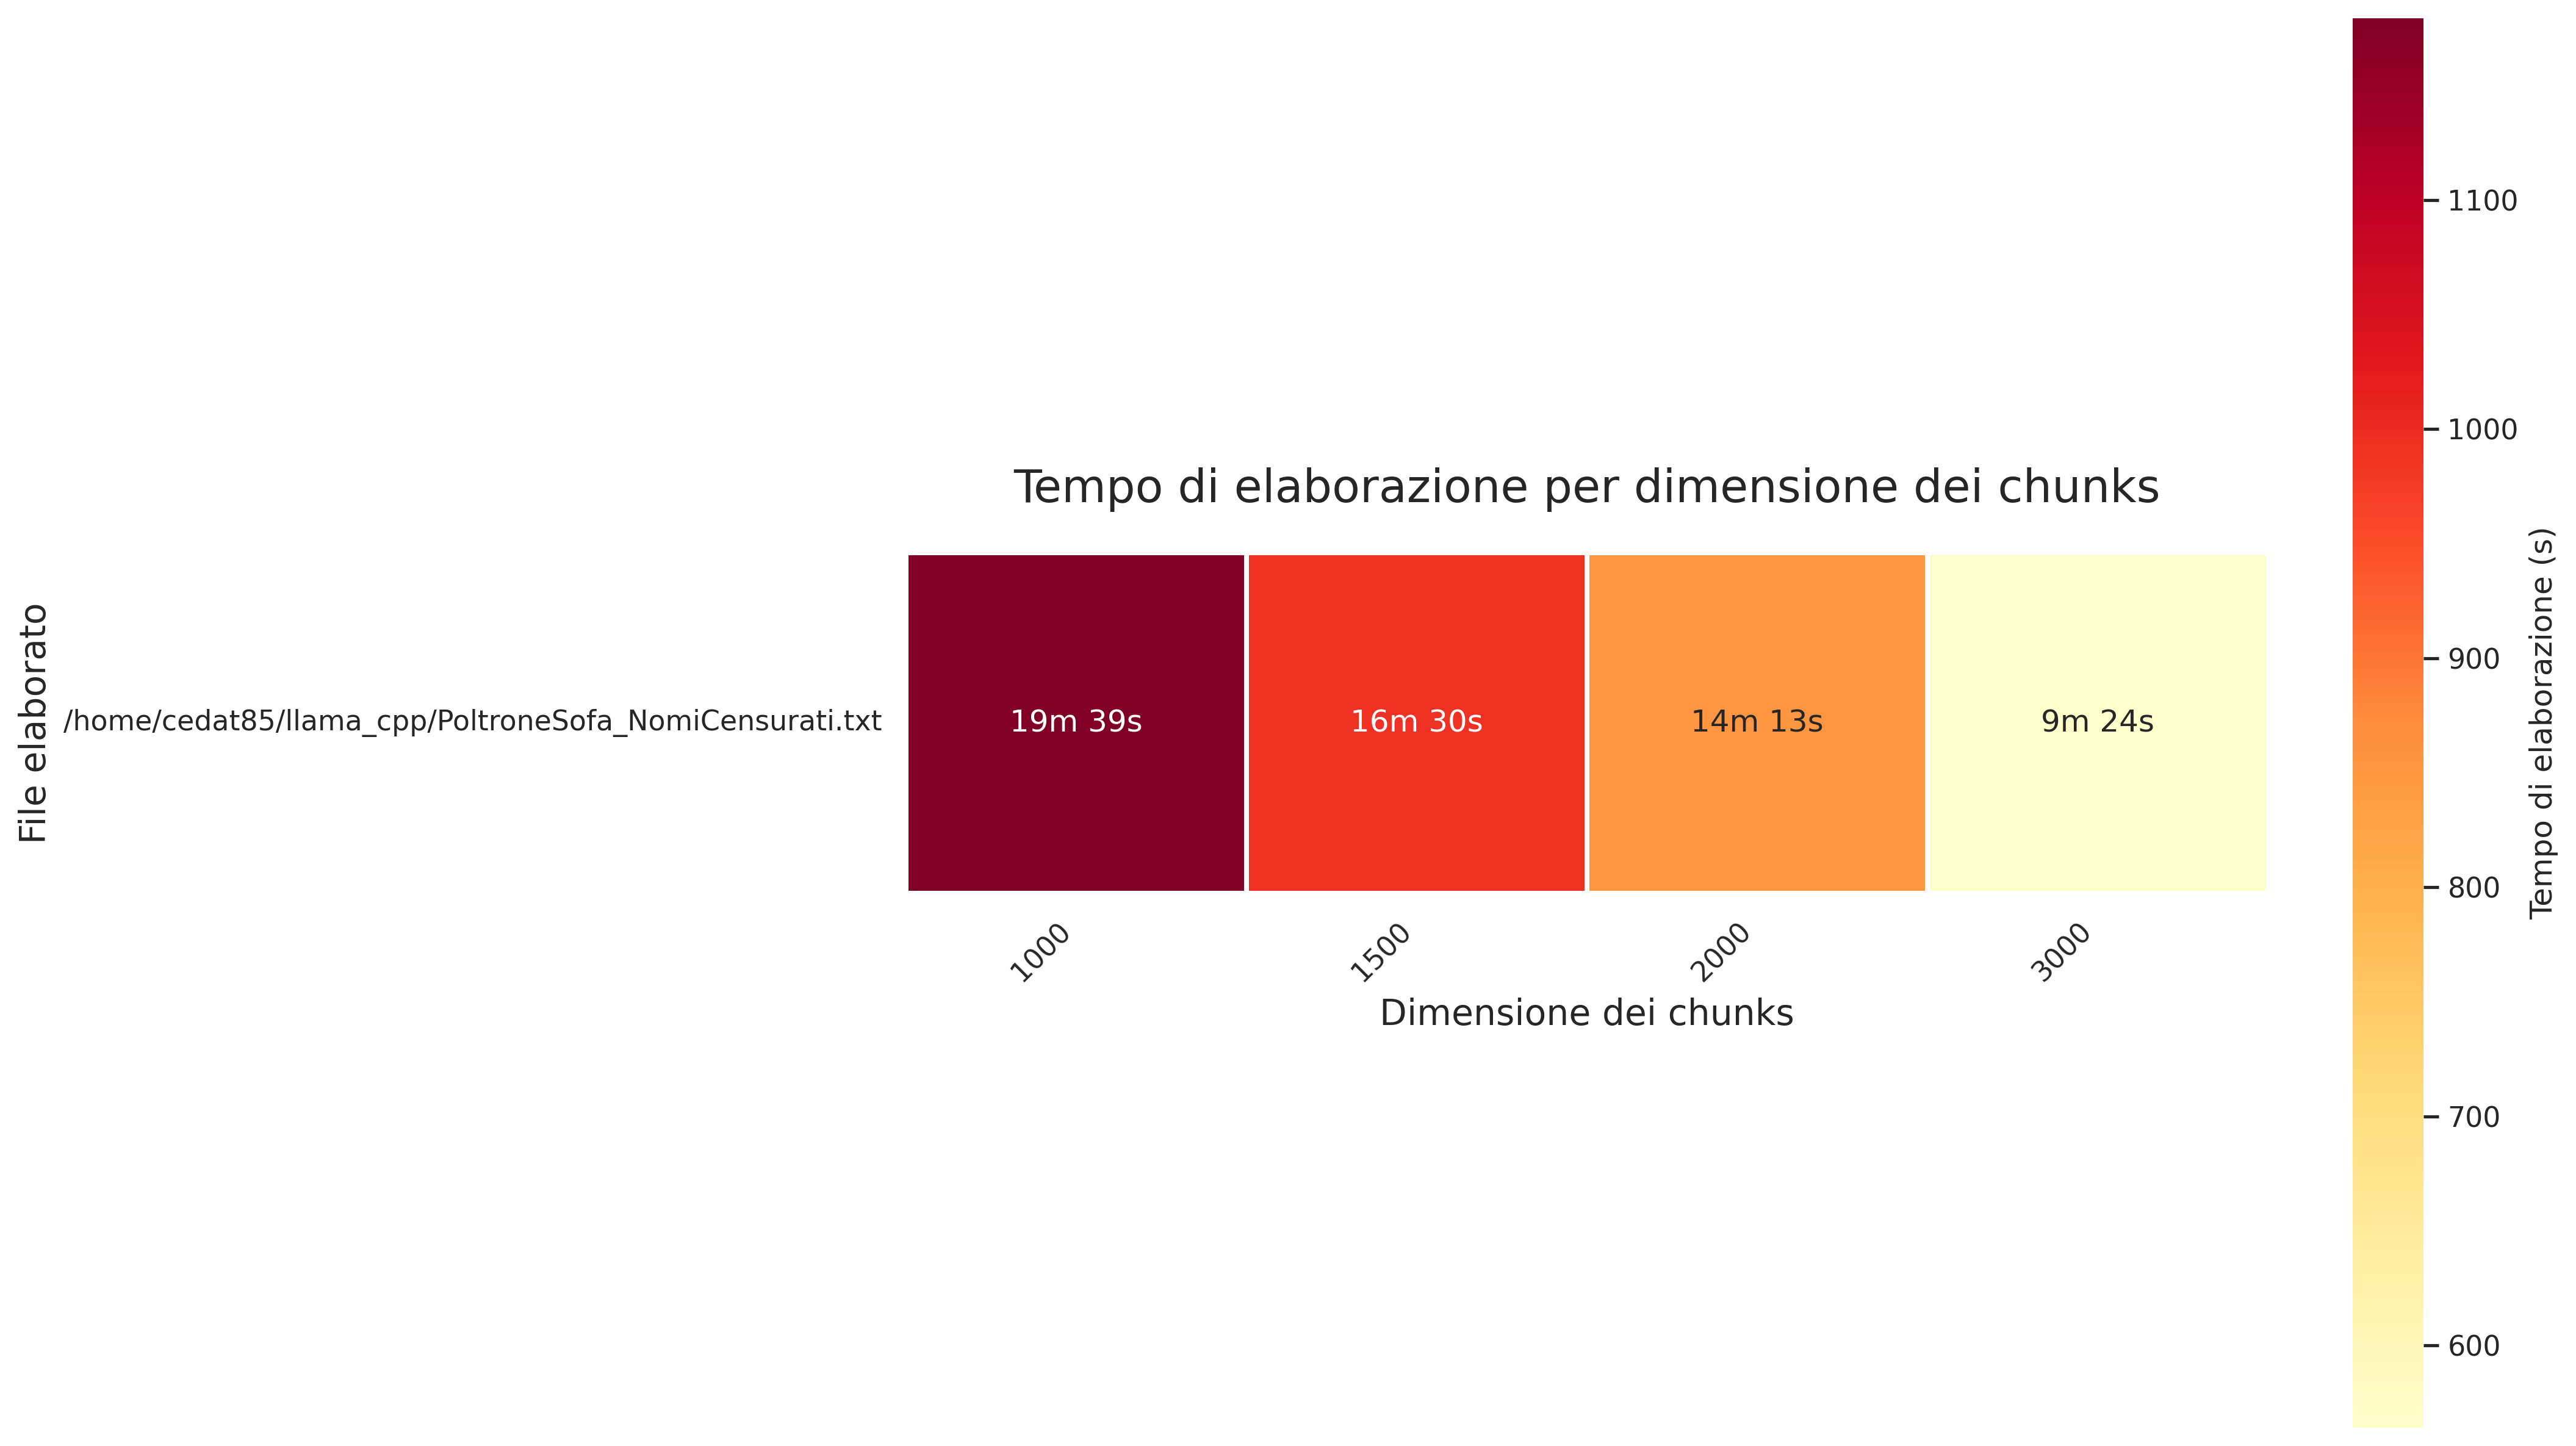 Tempo di elaborazione per dimensione dei chunks
File elaborato
/home/cedat85/llama_cpp/PoltroneSofa_NomiCensurati.txt
19m 39s
16m 30s
14m 13s
9m 24s
1000
1500
2000
3000
Dimensione dei chunks
1100
1000
900
800
700
600
Tempo di elaborazione (s)